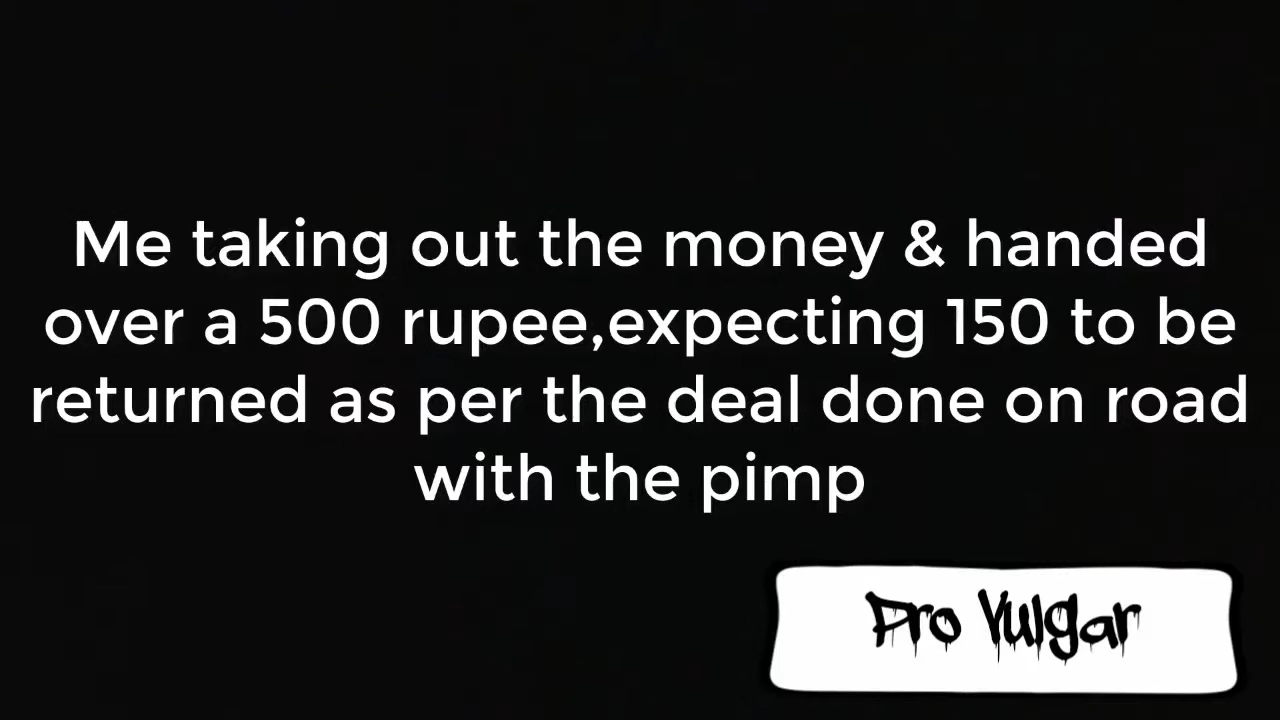 Me taking out the money & handed
over a 500 rupee,expecting 150 to be
returned as per the deal done on road
with the pimp
Pro Vulgar